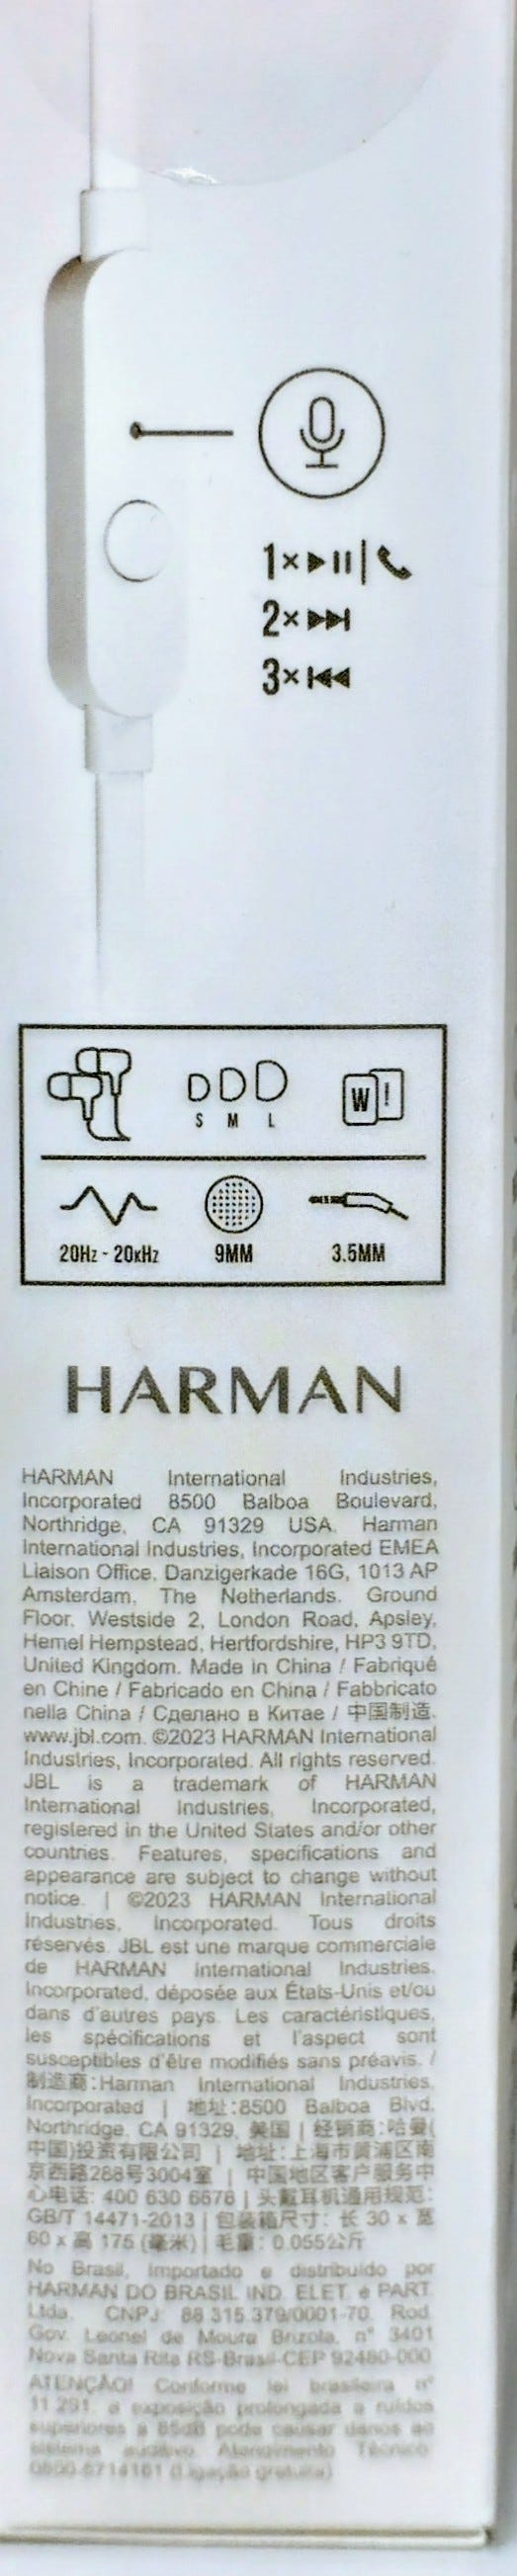 1×
2×
3×
S M L
W !
20Hz - 20kHz 9MM 3.5MM
HARMAN
HARMAN International Industries,
Incorporated 8500 Balboa Boulevard,
Northridge, CA 91329 USA. Harman
International Industries, Incorporated EMEA
Liaison Office, Danzigerkade 16G, 1013 AP
Amsterdam, The Netherlands. Ground
Floor, Westside 2, London Road, Apsley,
Hemel Hempstead, Hertfordshire, HP3 9TD,
United Kingdom. Made in China / Fabriqué
en Chine / Fabricado en China / Fabbricato
nella China / Сделано в Китае / 中国制造.
www.jbl.com. ©2023 HARMAN International
Industries, Incorporated. All rights reserved.
JBL is a trademark of HARMAN
International Industries, Incorporated,
registered in the United States and/or other
countries. Features, specifications and
appearance are subject to change without
notice. | ©2023 HARMAN International
Industries, Incorporated. Tous droits
réservés. JBL est une marque commerciale
de HARMAN International Industries,
Incorporated, déposée aux États-Unis et/ou
dans d'autres pays. Les caractéristiques,
les spécifications et l'aspect sont
susceptibles d'être modifiés sans préavis. /
制造商:Harman International Industries,
Incorporated | 地址:8500 Balboa Blvd.
Northridge, CA 91329, 美国 | 经销商:哈曼(
中国)投资有限公司 | 地址:上海市黄浦区南
京西路288号3004室 | 中国地区客户服务中
心电话: 400 630 6678 | 头戴耳机通用规范:
GB/T 14471-2013 | 包装箱尺寸: 长 30 x 宽
60 x 高 175 (毫米) | 毛重: 0.055公斤
No Brasil, Importado e distribuído por
HARMAN DO BRASIL IND. ELET. e PART.
Ltda. CNPJ: 88.315.379/0001-70. Rod.
Gov. Leonel de Moura Brizola, n° 3401
Nova Santa Rita RS-Brasil-CEP 92480-000
ATENÇÃO! Conforme lei brasileira n°
11.291, a exposição prolongada a ruídos
superiores a 85dB pode causar danos ao
sistema auditivo. Atendimento Técnico:
(ligação gratuita)